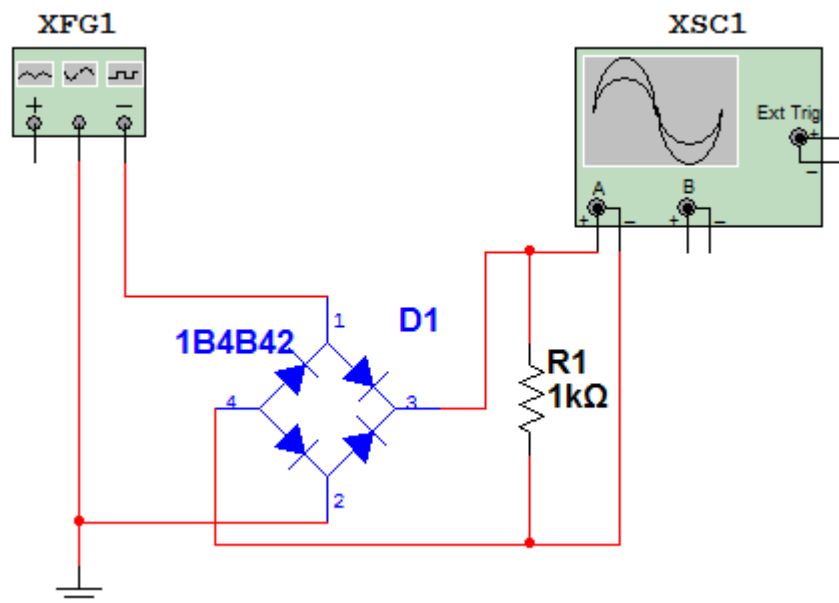 XFG1
XSC1
+
−
Ext Trig
+
−
A
B
+
−
+
−
1
D1
1B4B42
4
3
2
R1
1kΩ